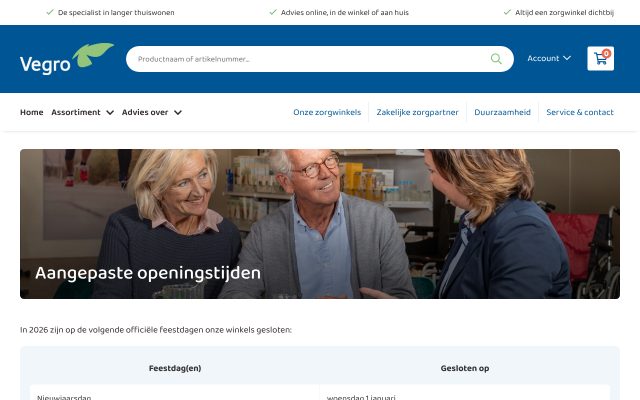 De specialist in langer thuiswonen
Advies online, in de winkel of aan huis
Altijd een zorgwinkel dichtbij
Vegro
Productnaam of artikelnummer...
Account
0
Home
Assortiment
Advies over
Onze zorgwinkels
Zakelijke zorgpartner
Duurzaamheid
Service & contact
Aangepaste openingstijden
In 2026 zijn op de volgende officiële feestdagen onze winkels gesloten:
Feestdag(en)
Gesloten op
Nieuwjaarsdag
woensdag 1 januari